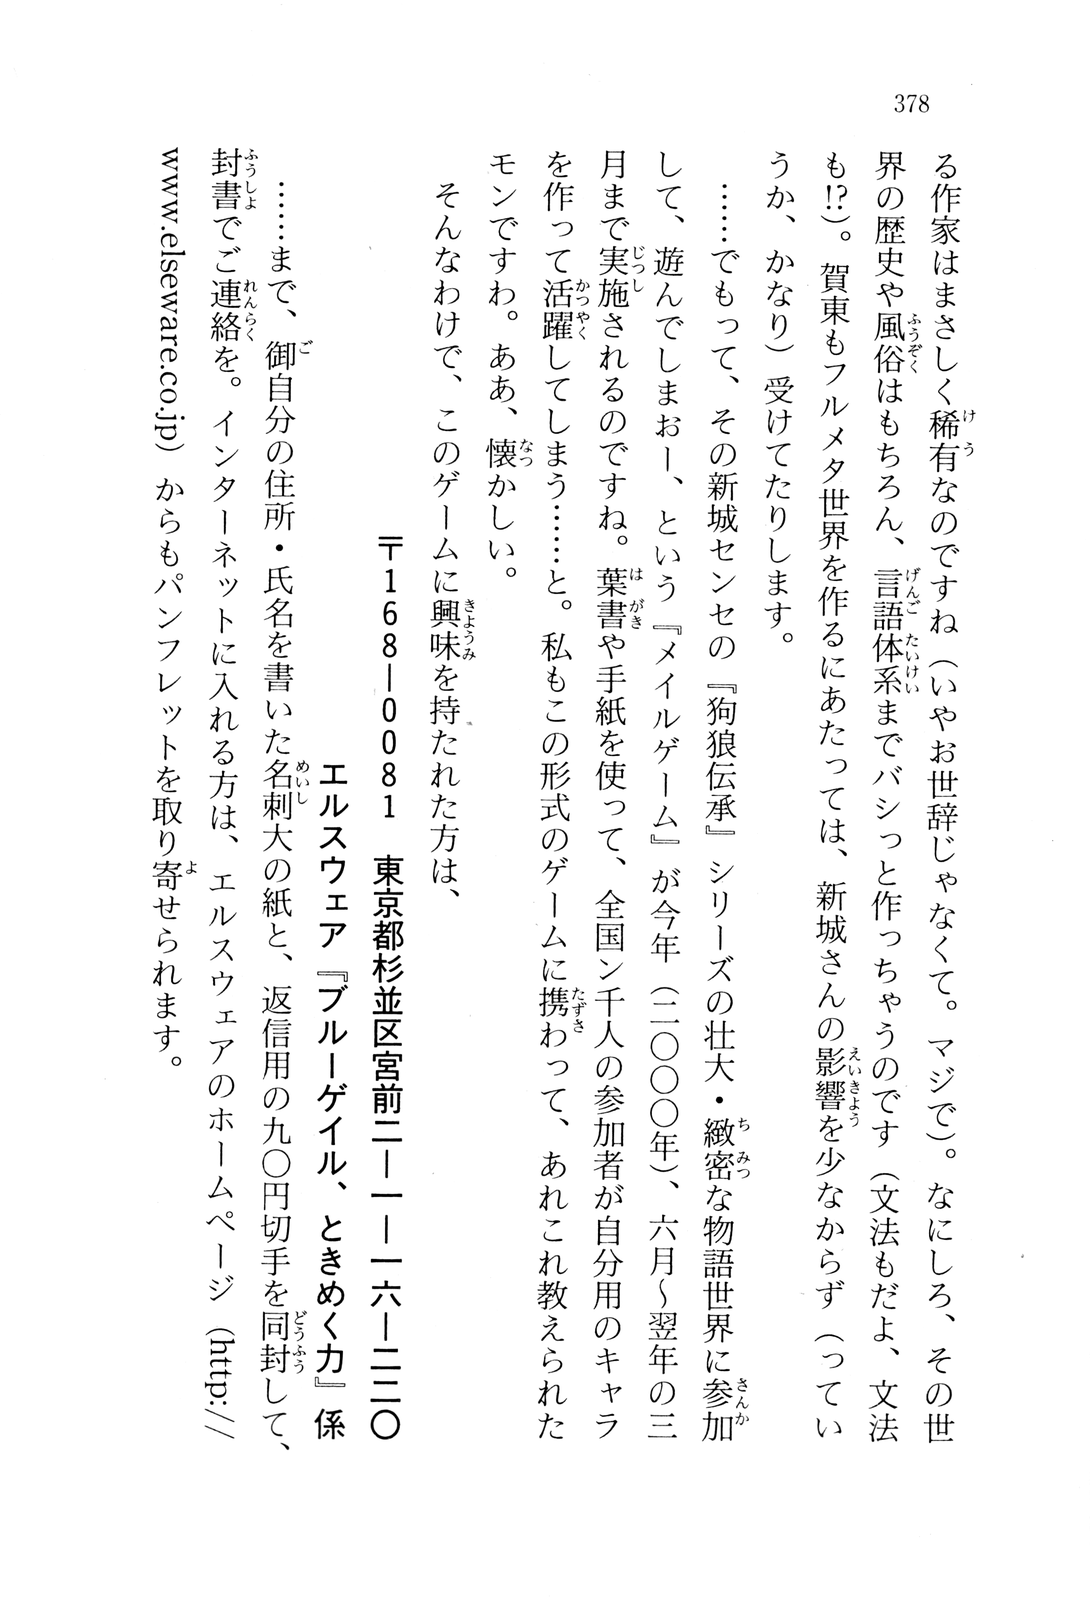 378
る作家はまさしく稀有なのですね（いやお世辞じゃなくて。マジで）。なにしろ、その世
界の歴史や風俗はもちろん、言語体系までバシっと作っちゃうのです（文法もだよ、文法
も!?）。賀東もフルメタ世界を作るにあたっては、新城さんの影響を少なからず（ってい
うか、かなり）受けてたりします。
……でもって、その新城センセの『狗狼伝承』シリーズの壮大・緻密な物語世界に参加
して、遊んでしまおー、という『メイルゲーム』が今年（二〇〇〇年）、六月〜翌年の三
月まで実施されるのですね。葉書や手紙を使って、全国ン千人の参加者が自分用のキャラ
を作って活躍してしまう……と。私もこの形式のゲームに携わって、あれこれ教えられた
モンですわ。ああ、懐かしい。
そんなわけで、このゲームに興味を持たれた方は、
〒168―0081　東京都杉並区宮前二―一―一六―二二〇
エルスウェア『ブルーゲイル、ときめく力』係
……まで、御自分の住所・氏名を書いた名刺大の紙と、返信用の九〇円切手を同封して、
封書でご連絡を。インターネットに入れる方は、エルスウェアのホームページ（http://
www.elseware.co.jp）からもパンフレットを取り寄せられます。